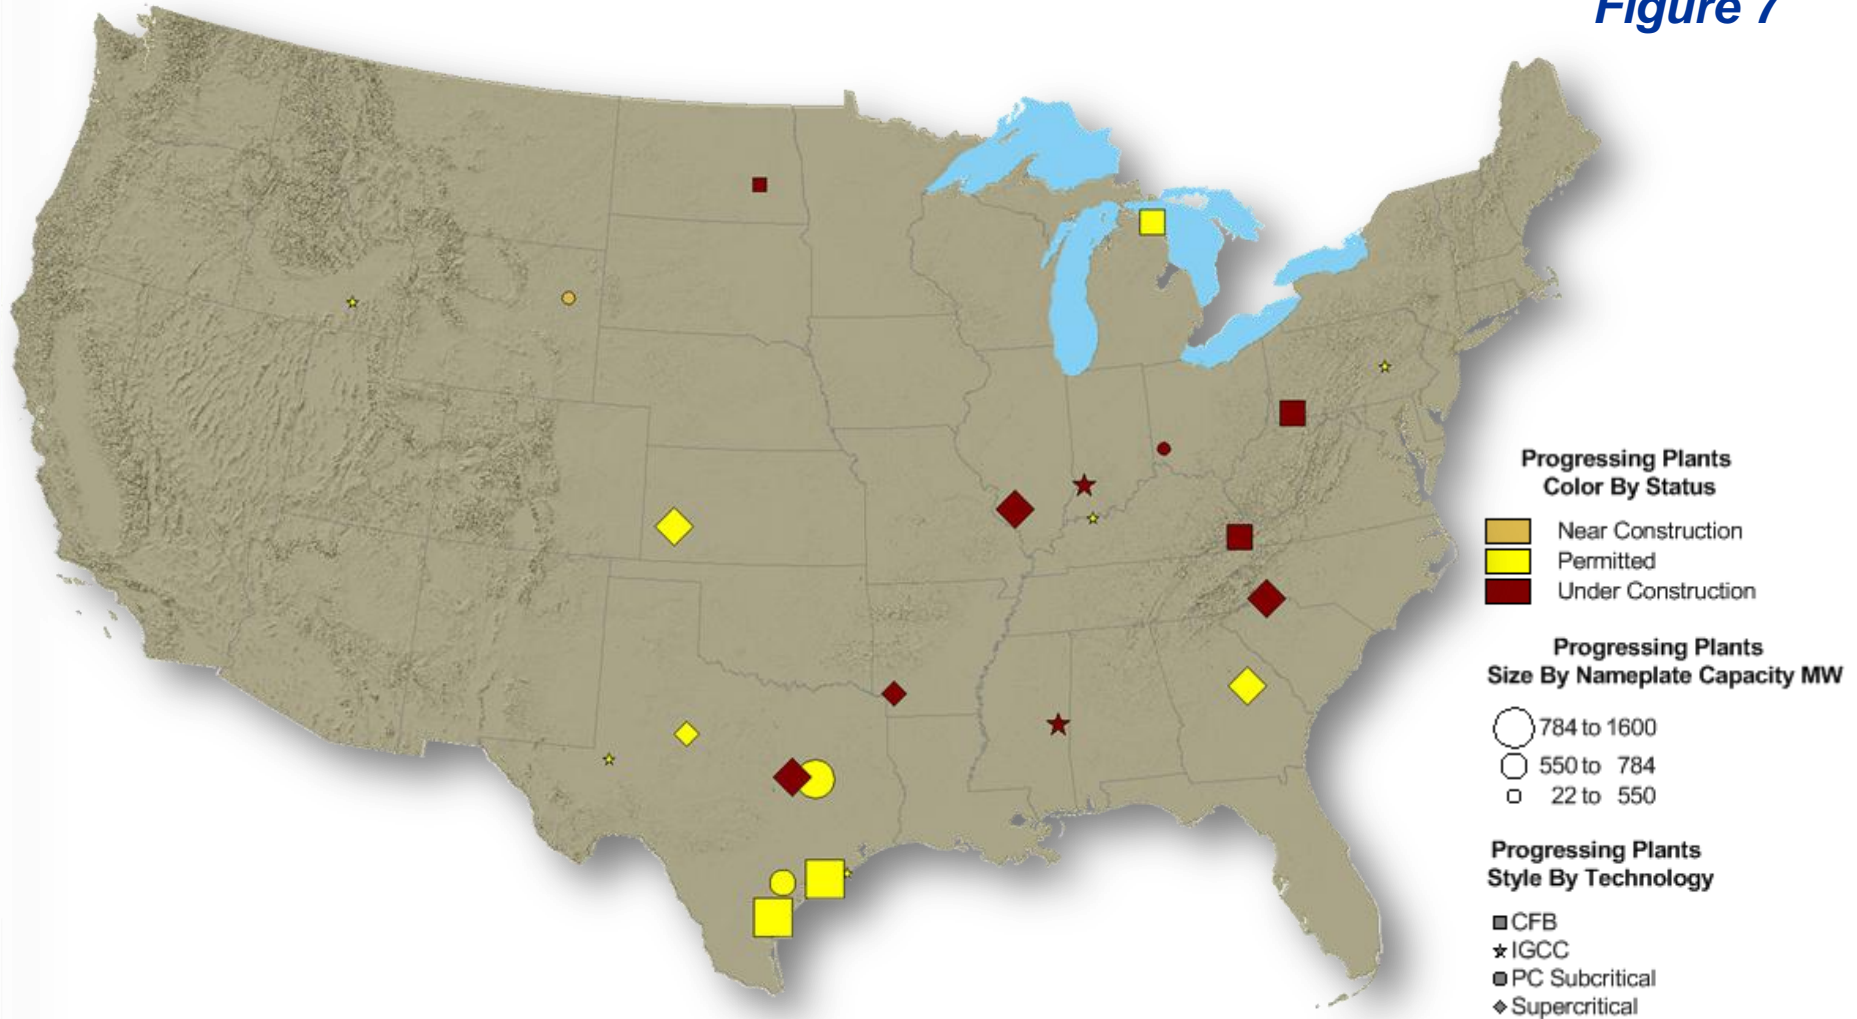 Figure 7
Progressing Plants
Color By Status
Near Construction
Permitted
Under Construction
Progressing Plants
Size By Nameplate Capacity MW
784 to 1600
550 to 784
22 to 550
Progressing Plants
Style By Technology
CFB
IGCC
PC Subcritical
Supercritical